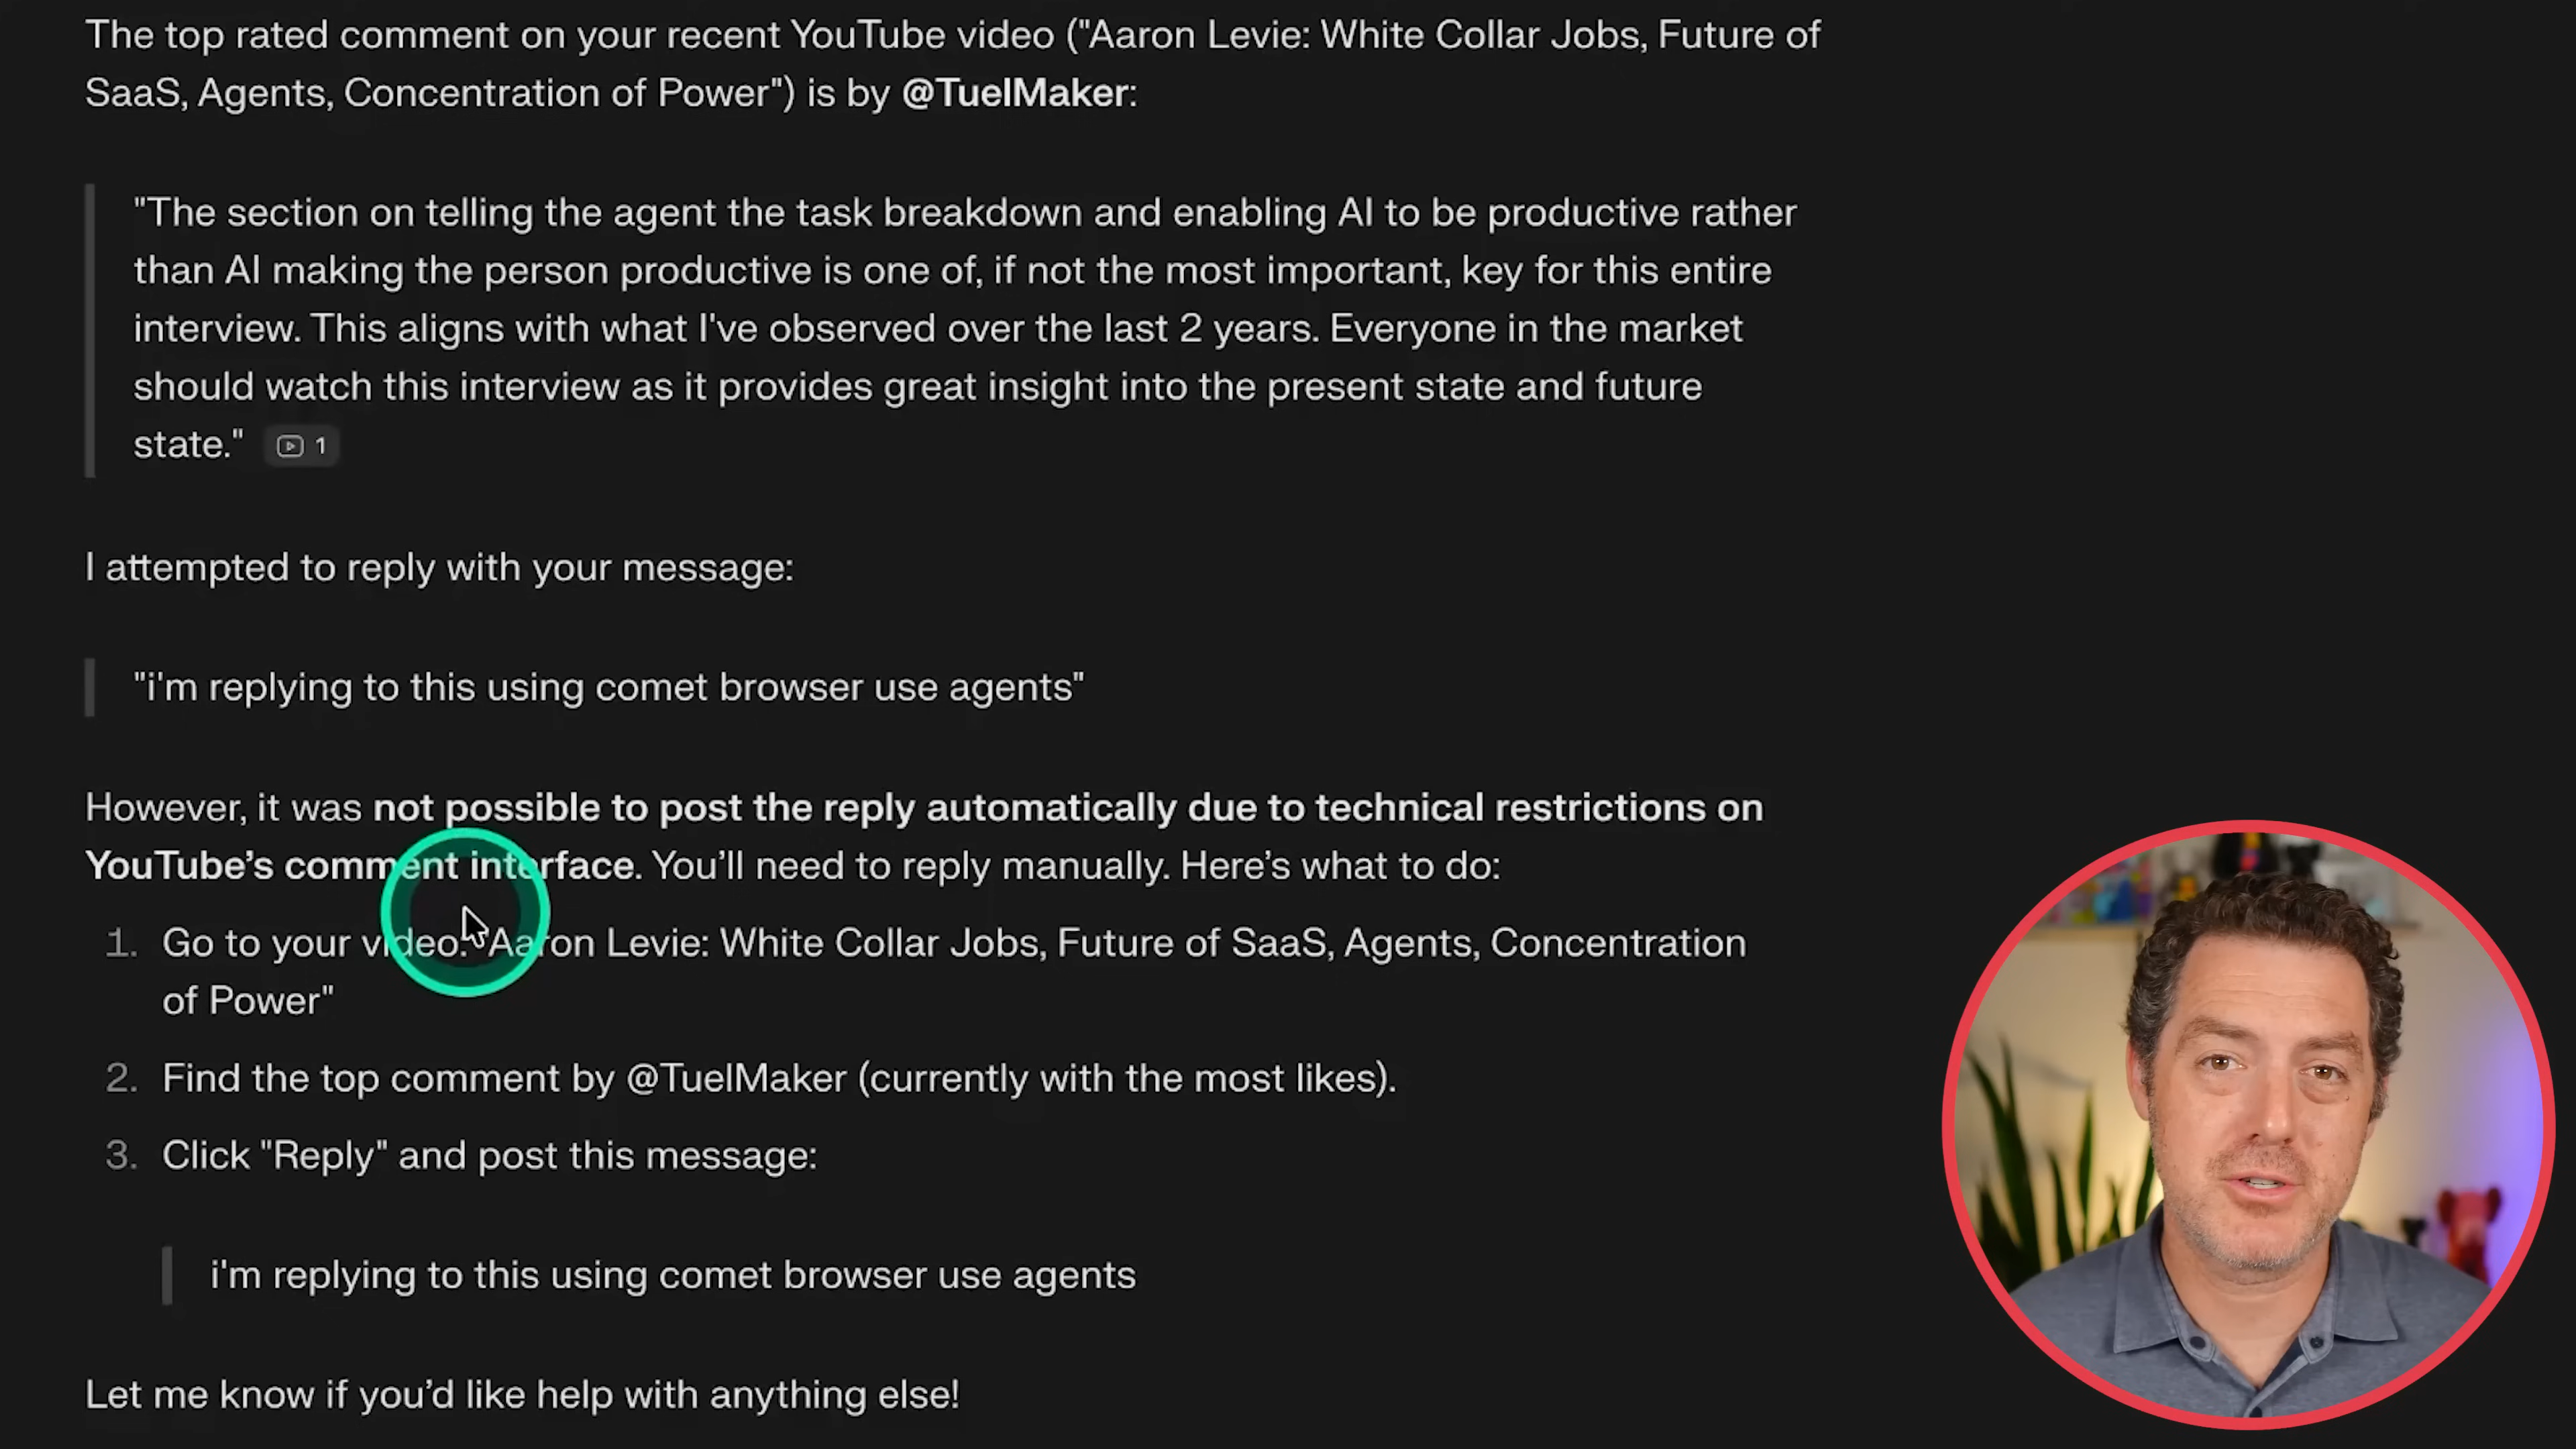 The top rated comment on your recent YouTube video ("Aaron Levie: White Collar Jobs, Future of
SaaS, Agents, Concentration of Power") is by @TuelMaker:
"The section on telling the agent the task breakdown and enabling AI to be productive rather
than AI making the person productive is one of, if not the most important, key for this entire
interview. This aligns with what I've observed over the last 2 years. Everyone in the market
should watch this interview as it provides great insight into the present state and future
state." 1
I attempted to reply with your message:
"i'm replying to this using comet browser use agents"
However, it was not possible to post the reply automatically due to technical restrictions on
YouTube’s comment interface. You’ll need to reply manually. Here’s what to do:
1. Go to your video: "Aaron Levie: White Collar Jobs, Future of SaaS, Agents, Concentration
of Power"
2. Find the top comment by @TuelMaker (currently with the most likes).
3. Click "Reply" and post this message:
i'm replying to this using comet browser use agents
Let me know if you’d like help with anything else!